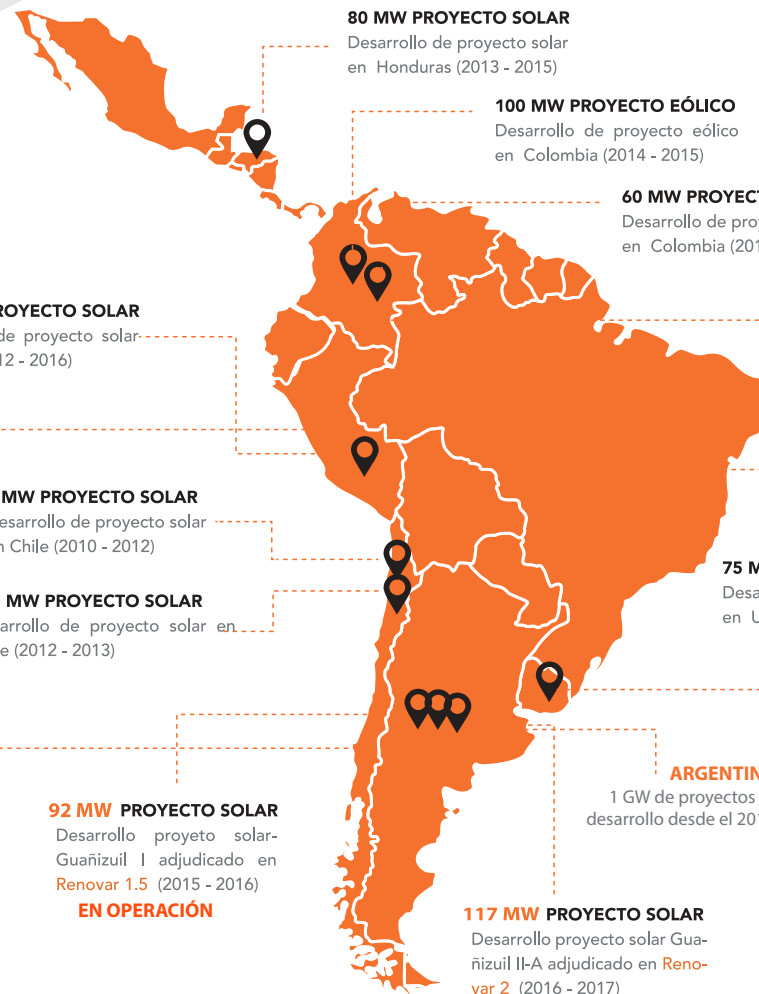 80 MW PROYECTO SOLAR
Desarrollo de proyecto solar
en Honduras (2013 - 2015)
100 MW PROYECTO EÓLICO
Desarrollo de proyecto eólico
en Colombia (2014 - 2015)
60 MW
Desarrollo de
en Colombia
PROYECTO SOLAR
de proyecto solar
- 2016)
MW PROYECTO SOLAR
desarrollo de proyecto solar
en Chile (2010 - 2012)
MW PROYECTO SOLAR
de proyecto solar en
(2012 - 2013)
75
en
92 MW PROYECTO SOLAR
Desarrollo proyeto solar-
Guañizuil I adjudicado en
Renovar 1.5 (2015 - 2016)
EN OPERACIÓN
1 GW de proyectos
desarrollo desde el
117 MW PROYECTO SOLAR
Desarrollo proyecto solar Gua-
ñizuil II-A adjudicado en Reno-
var 2 (2016 - 2017)